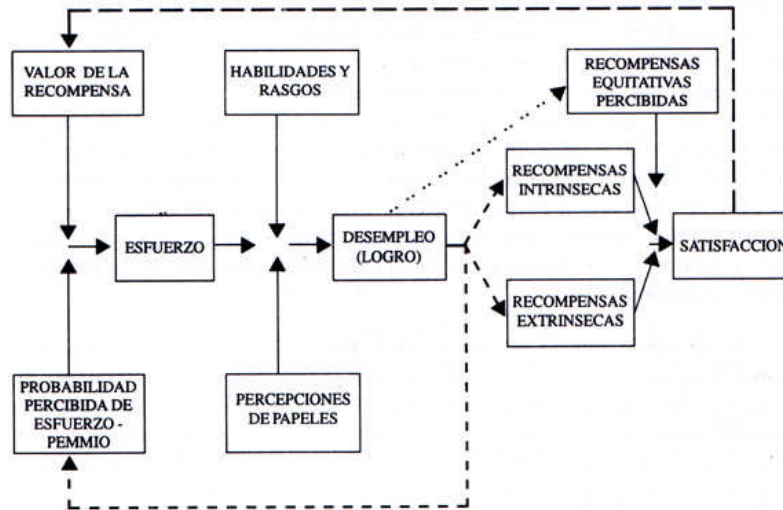 VALOR DE LA
RECOMPENSA
HABILIDADES Y
RASGOS
RECOMPENSAS
EQUITATIVAS
PERCIBIDAS
RECOMPENSAS
INTRINSECAS
ESFUERZO
DESEMPLEO
(LOGRO)
SATISFACCION
RECOMPENSAS
EXTRINSECAS
PROBABILIDAD
PERCIBIDA DE
ESFUERZO -
PEMMIO
PERCEPCIONES
DE PAPELES